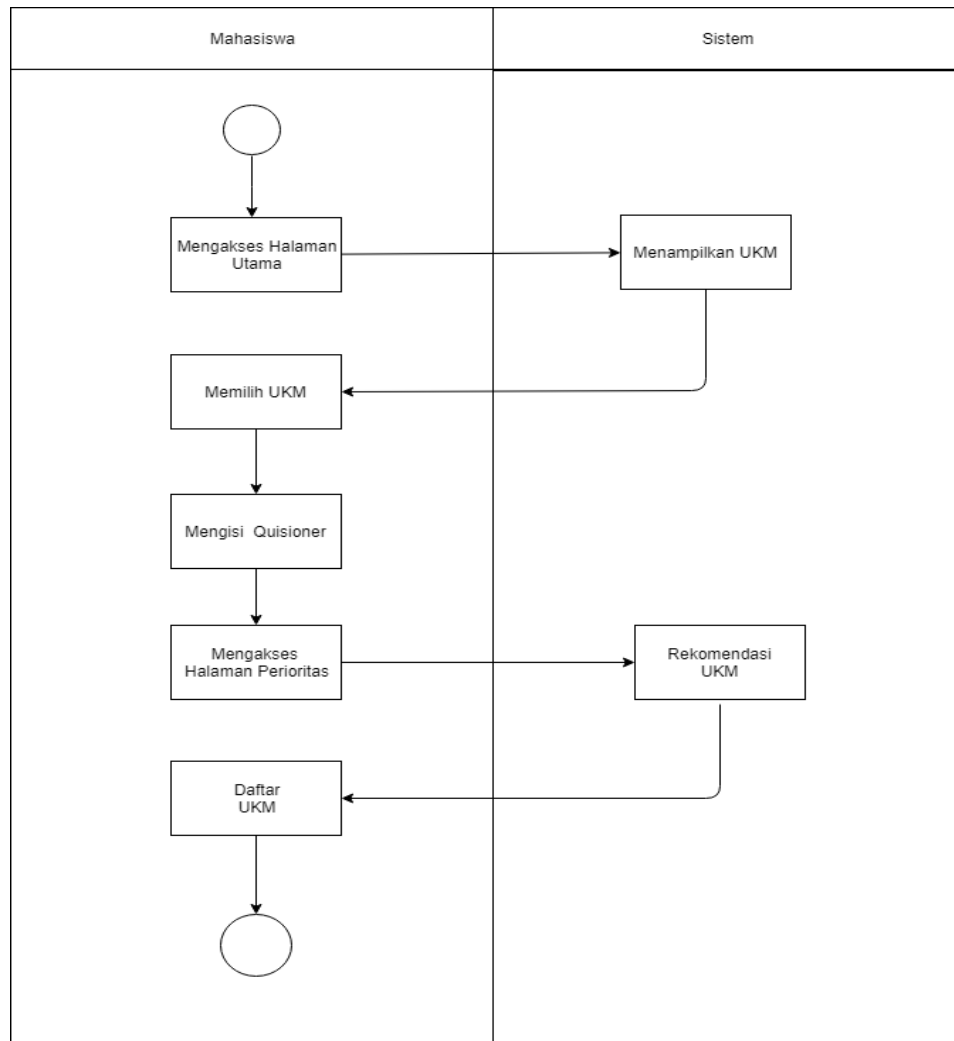 Mahasiswa
Sistem
Mengakses Halaman
Utama
Menampilkan UKM
Memilih UKM
Mengisi  Quisioner
Mengakses
Halaman Perioritas
Rekomendasi
UKM
Daftar
UKM